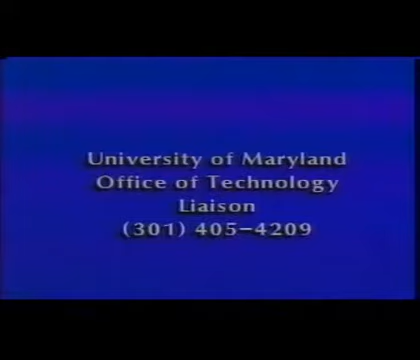 University of Maryland
Office of Technology
Liaison
(301) 405-4209